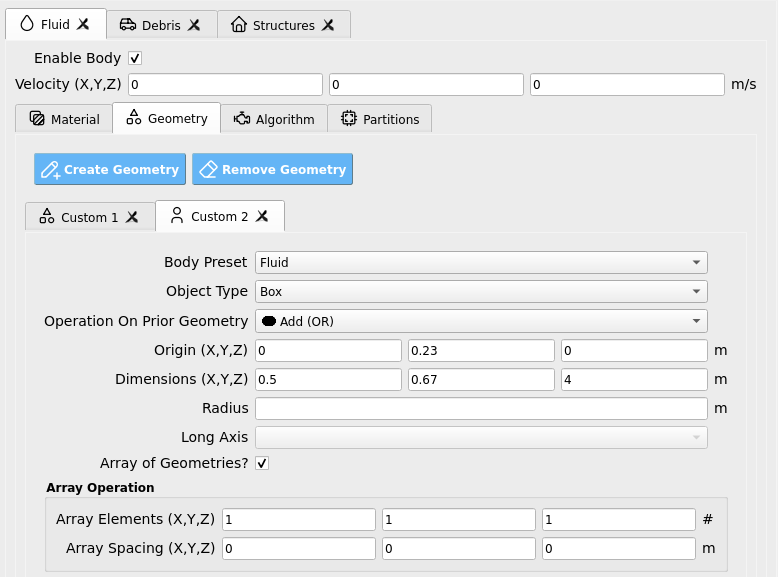 Fluid Debris Structures
Enable Body
Velocity (X,Y,Z) 0 0 0 m/s
Material Geometry Algorithm Partitions
Create Geometry Remove Geometry
Custom 1 Custom 2
Body Preset Fluid
Object Type Box
Operation On Prior Geometry Add (OR)
Origin (X,Y,Z) 0 0.23 0 m
Dimensions (X,Y,Z) 0.5 0.67 4 m
Radius m
Long Axis
Array of Geometries?
Array Operation
Array Elements (X,Y,Z) 1 1 1 #
Array Spacing (X,Y,Z) 0 0 0 m